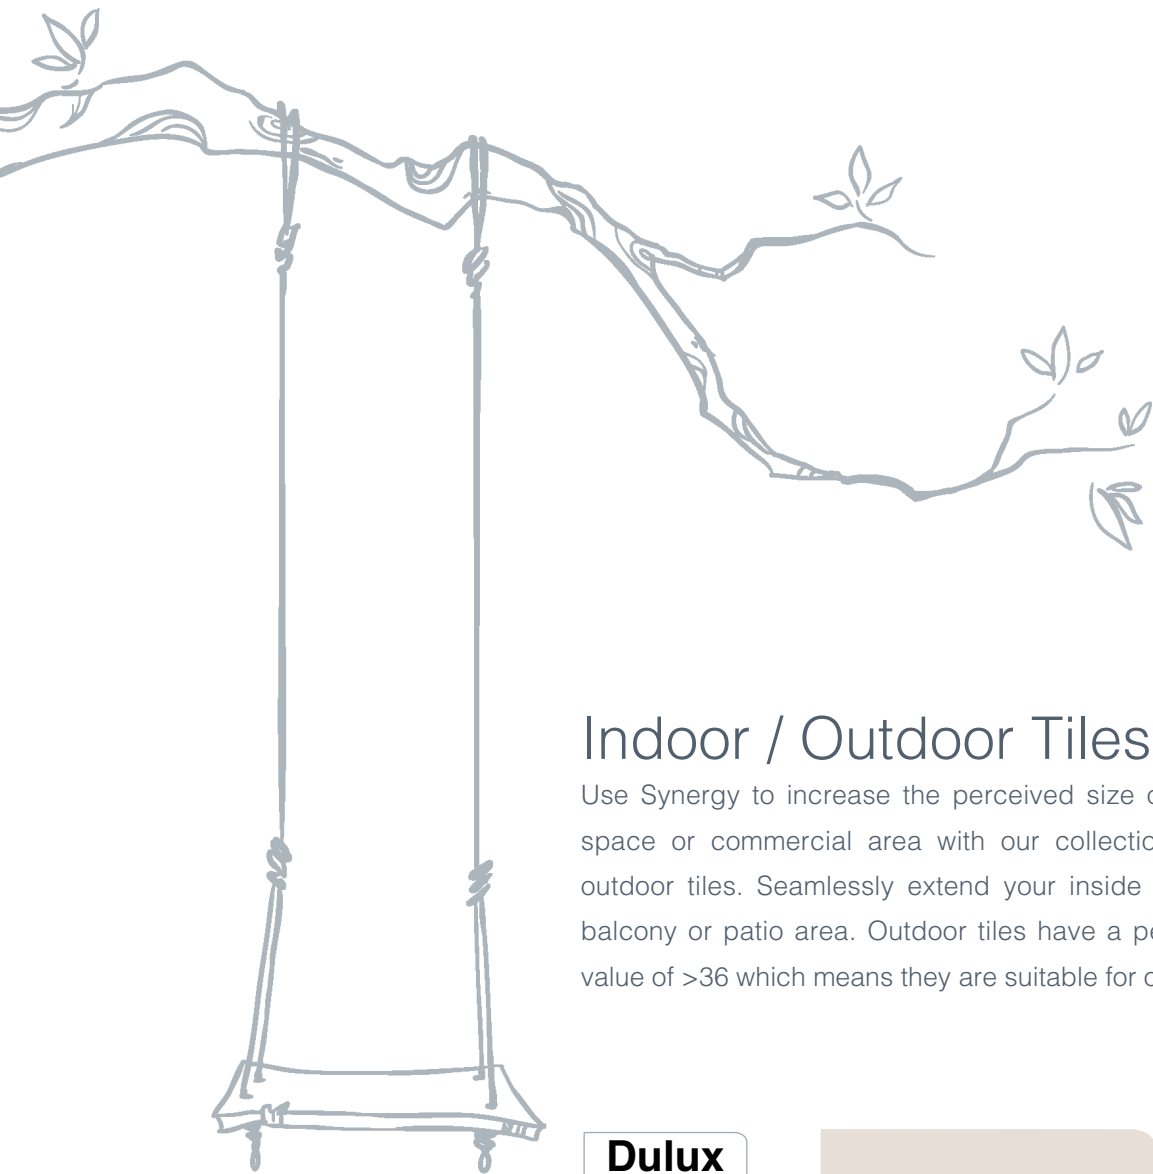 Indoor / Outdoor Tiles
Use Synergy to increase the perceived size
space or commercial area with our
outdoor tiles. Seamlessly extend your inside
balcony or patio area. Outdoor tiles have a
value of >36 which means they are suitable for
Dulux